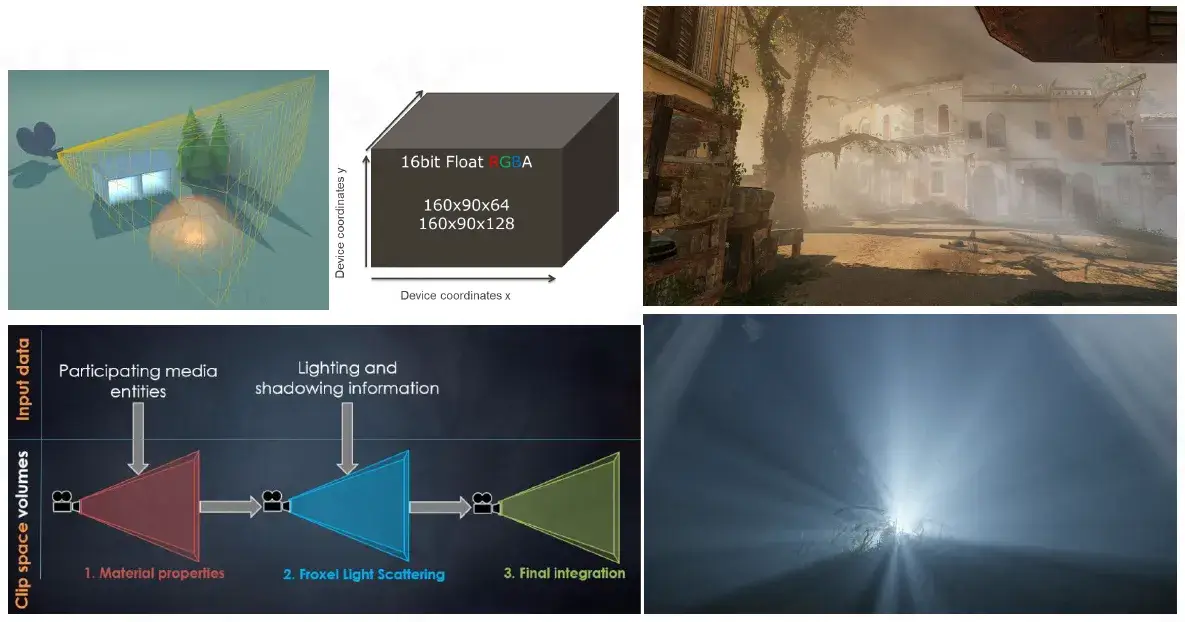 16bit Float RGBA
160x90x64
160x90x128
Device coordinates y
Device coordinates x
Input data
Participating media
entities
Lighting and
shadowing information
Clip space volumes
1. Material properties
2. Froxel Light Scattering
3. Final integration